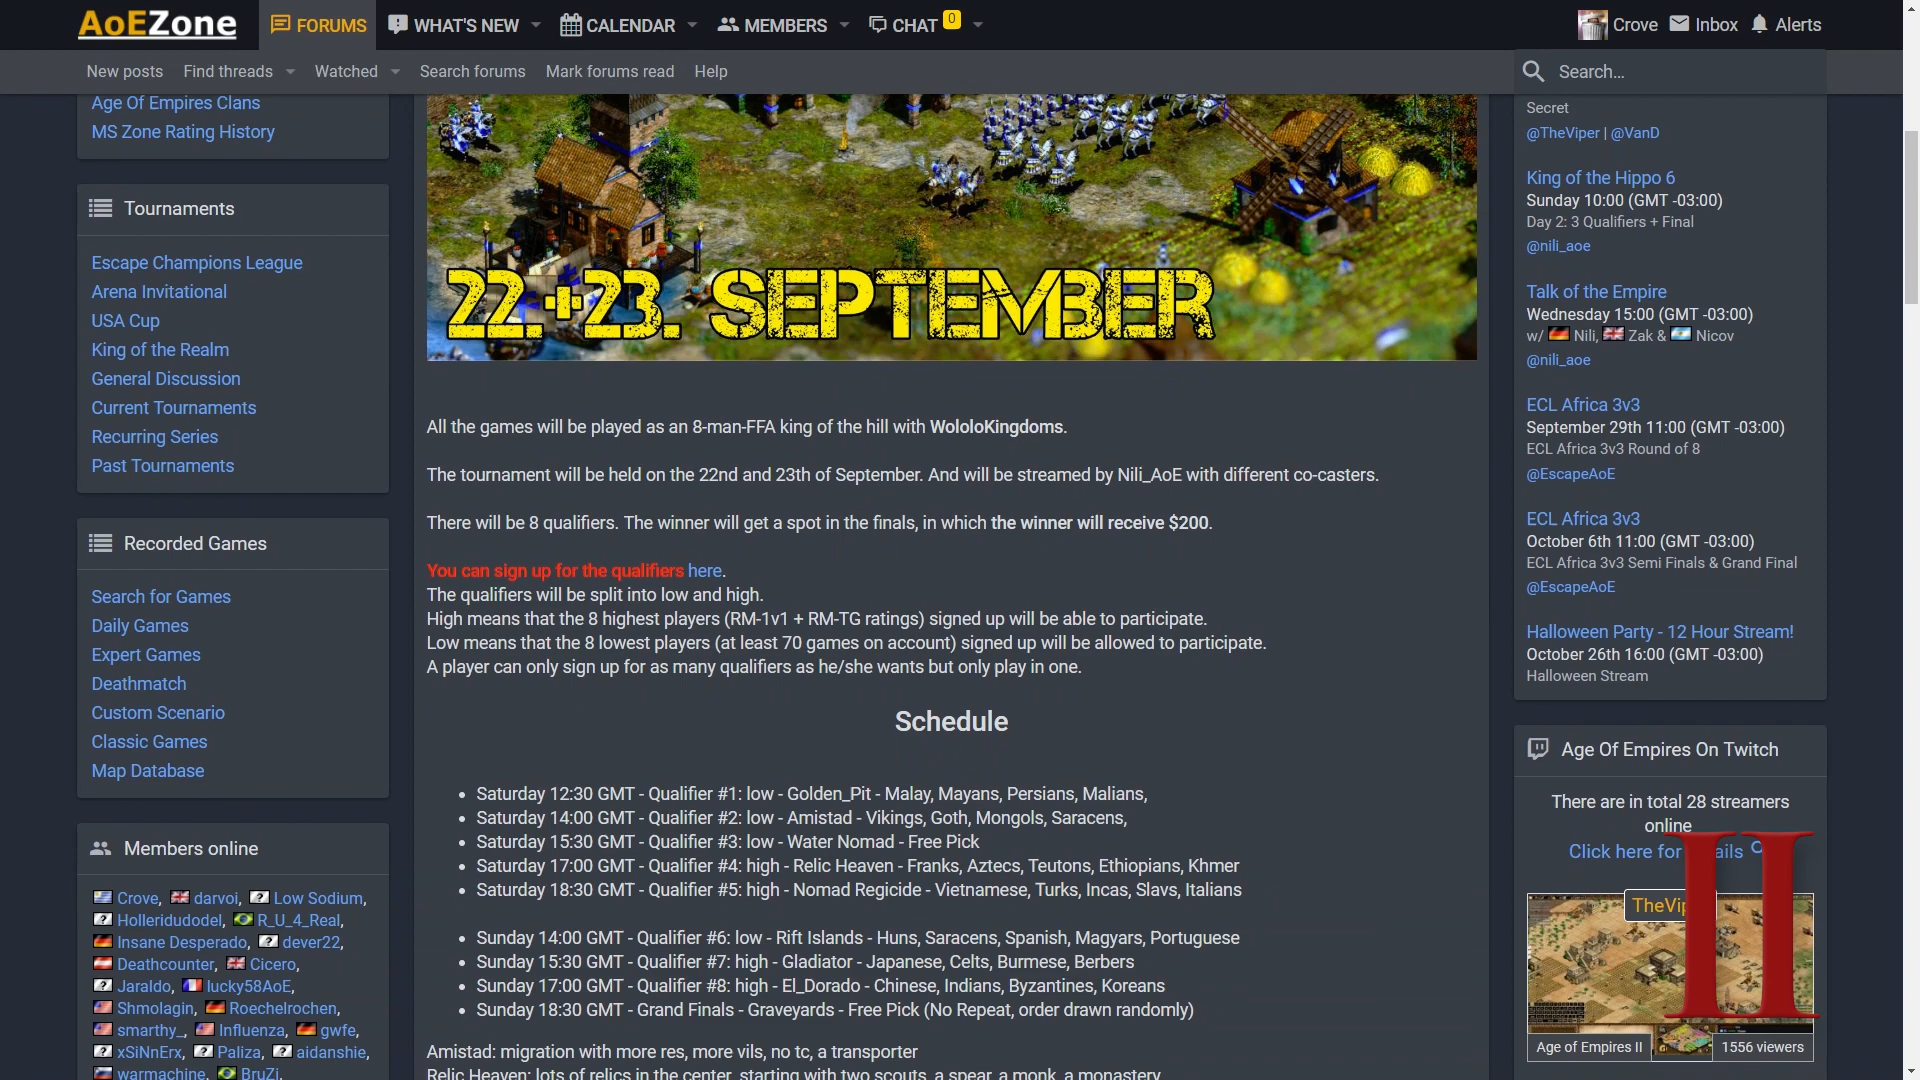 AoEZone
FORUMS
WHAT'S NEW
CALENDAR
MEMBERS
CHAT 0
Crove
Inbox
Alerts
New posts
Find threads
Watched
Search forums
Mark forums read
Help
Search...
Age Of Empires Clans
MS Zone Rating History
Tournaments
Escape Champions League
Arena Invitational
USA Cup
King of the Realm
General Discussion
Current Tournaments
Recurring Series
Past Tournaments
Recorded Games
Search for Games
Daily Games
Expert Games
Deathmatch
Custom Scenario
Classic Games
Map Database
Members online
Crove, darvoi, Low Sodium,
Holleridudodel, R_U_4_Real,
Insane Desperado, dever22,
Deathcounter, Cicero,
Jaraldo, lucky58AoE,
Shmolagin, Roechelrochen,
smarthy_, Influenza, gwfe,
xSiNnErx, Paliza, aidanshie,
warmachine, BruZi,
22.+23. SEPTEMBER
All the games will be played as an 8-man-FFA king of the hill with WololoKingdoms.
The tournament will be held on the 22nd and 23th of September. And will be streamed by Nili_AoE with different co-casters.
There will be 8 qualifiers. The winner will get a spot in the finals, in which the winner will receive $200.
You can sign up for the qualifiers here.
The qualifiers will be split into low and high.
High means that the 8 highest players (RM-1v1 + RM-TG ratings) signed up will be able to participate.
Low means that the 8 lowest players (at least 70 games on account) signed up will be allowed to participate.
A player can only sign up for as many qualifiers as he/she wants but only play in one.
Schedule
• Saturday 12:30 GMT - Qualifier #1: low - Golden_Pit - Malay, Mayans, Persians, Malians,
• Saturday 14:00 GMT - Qualifier #2: low - Amistad - Vikings, Goth, Mongols, Saracens,
• Saturday 15:30 GMT - Qualifier #3: low - Water Nomad - Free Pick
• Saturday 17:00 GMT - Qualifier #4: high - Relic Heaven - Franks, Aztecs, Teutons, Ethiopians, Khmer
• Saturday 18:30 GMT - Qualifier #5: high - Nomad Regicide - Vietnamese, Turks, Incas, Slavs, Italians
• Sunday 14:00 GMT - Qualifier #6: low - Rift Islands - Huns, Saracens, Spanish, Magyars, Portuguese
• Sunday 15:30 GMT - Qualifier #7: high - Gladiator - Japanese, Celts, Burmese, Berbers
• Sunday 17:00 GMT - Qualifier #8: high - El_Dorado - Chinese, Indians, Byzantines, Koreans
• Sunday 18:30 GMT - Grand Finals - Graveyards - Free Pick (No Repeat, order drawn randomly)
Amistad: migration with more res, more vils, no tc, a transporter
Relic Heaven: lots of relics in the center, starting with two scouts, a spear, a monk, a monastery
Secret
@TheViper | @VanD
King of the Hippo 6
Sunday 10:00 (GMT -03:00)
Day 2: 3 Qualifiers + Final
@nili_aoe
Talk of the Empire
Wednesday 15:00 (GMT -03:00)
w/ Nili, Zak & Nicov
@nili_aoe
ECL Africa 3v3
September 29th 11:00 (GMT -03:00)
ECL Africa 3v3 Round of 8
@EscapeAoE
ECL Africa 3v3
October 6th 11:00 (GMT -03:00)
ECL Africa 3v3 Semi Finals & Grand Final
@EscapeAoE
Halloween Party - 12 Hour Stream!
October 26th 16:00 (GMT -03:00)
Halloween Stream
Age Of Empires On Twitch
There are in total 28 streamers
online
Click here for
TheVip
II
Age of Empires II
1556 viewers